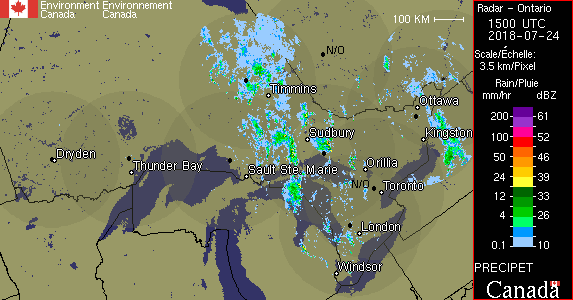 Environment Environnement
Canada Canada
100 KM
N/O
Timmins
Ottawa
Sudbury
Kingston
Dryden
Thunder Bay
Sault Ste. Marie
Orillia
N/O
Toronto
London
Windsor
Radar - Ontario
1500 UTC
2018-07-24
Scale/Échelle:
3.5 km/Pixel
Rain/Pluie
mm/hr dBZ
200 61
100 52
50 46
24 39
12 33
4 26
0.1 10
PRECIPET
Canada